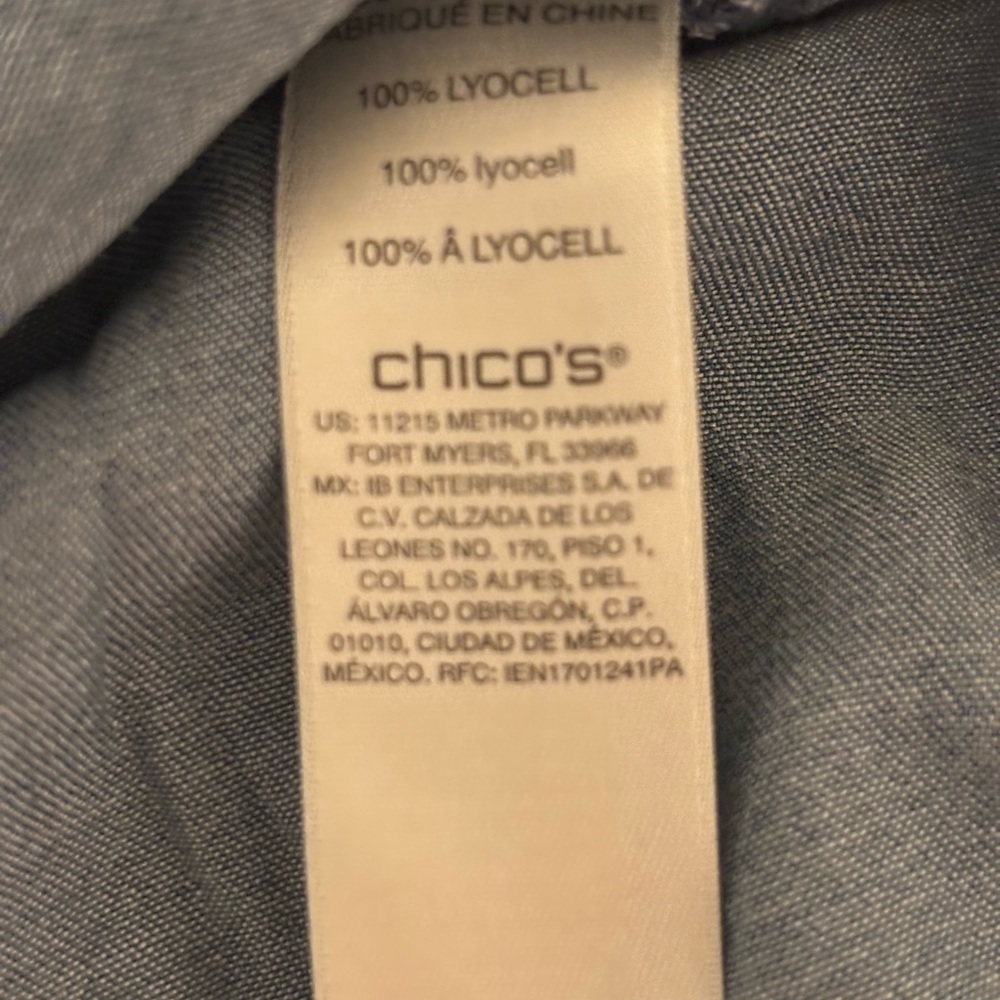 FABRIQUÉ EN CHINE
100% LYOCELL
100% lyocell
100% Â LYOCELL
chico's®
US: 11215 METRO PARKWAY
FORT MYERS, FL 33966
MX: IB ENTERPRISES S.A. DE
C.V. CALZADA DE LOS
LEONES NO. 170, PISO 1,
COL. LOS ALPES, DEL.
ÁLVARO OBREGÓN, C.P.
01010, CIUDAD DE MÉXICO,
MÉXICO. RFC: IEN1701241PA